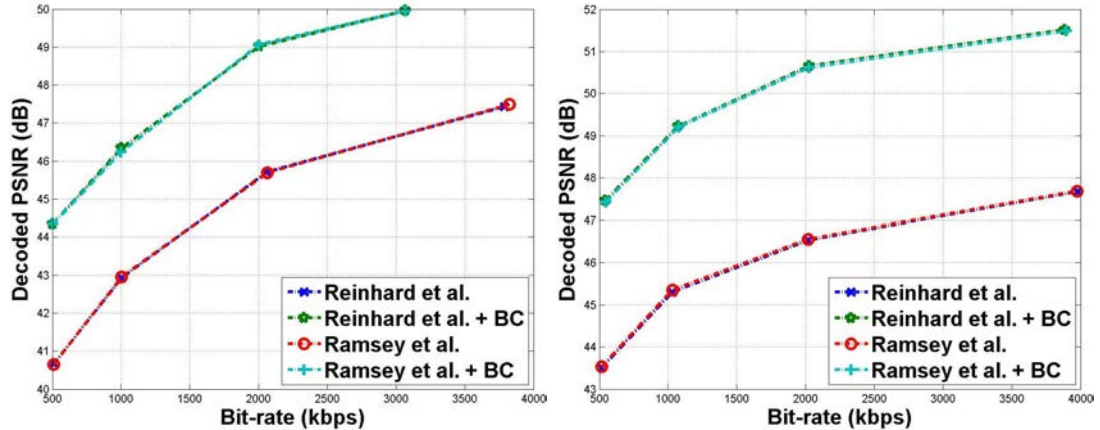 50
49
48
47
46
45
44
43
42
41
40
Decoded PSNR (dB)
Reinhard et al.
Reinhard et al. + BC
Ramsey et al.
Ramsey et al. + BC
500 1000 1500 2000 2500 3000 3500 4000
Bit-rate (kbps)
52
51
50
49
48
47
46
45
44
43
Decoded PSNR (dB)
Reinhard et al.
Reinhard et al. + BC
Ramsey et al.
Ramsey et al. + BC
500 1000 1500 2000 2500 3000 3500 4000
Bit-rate (kbps)